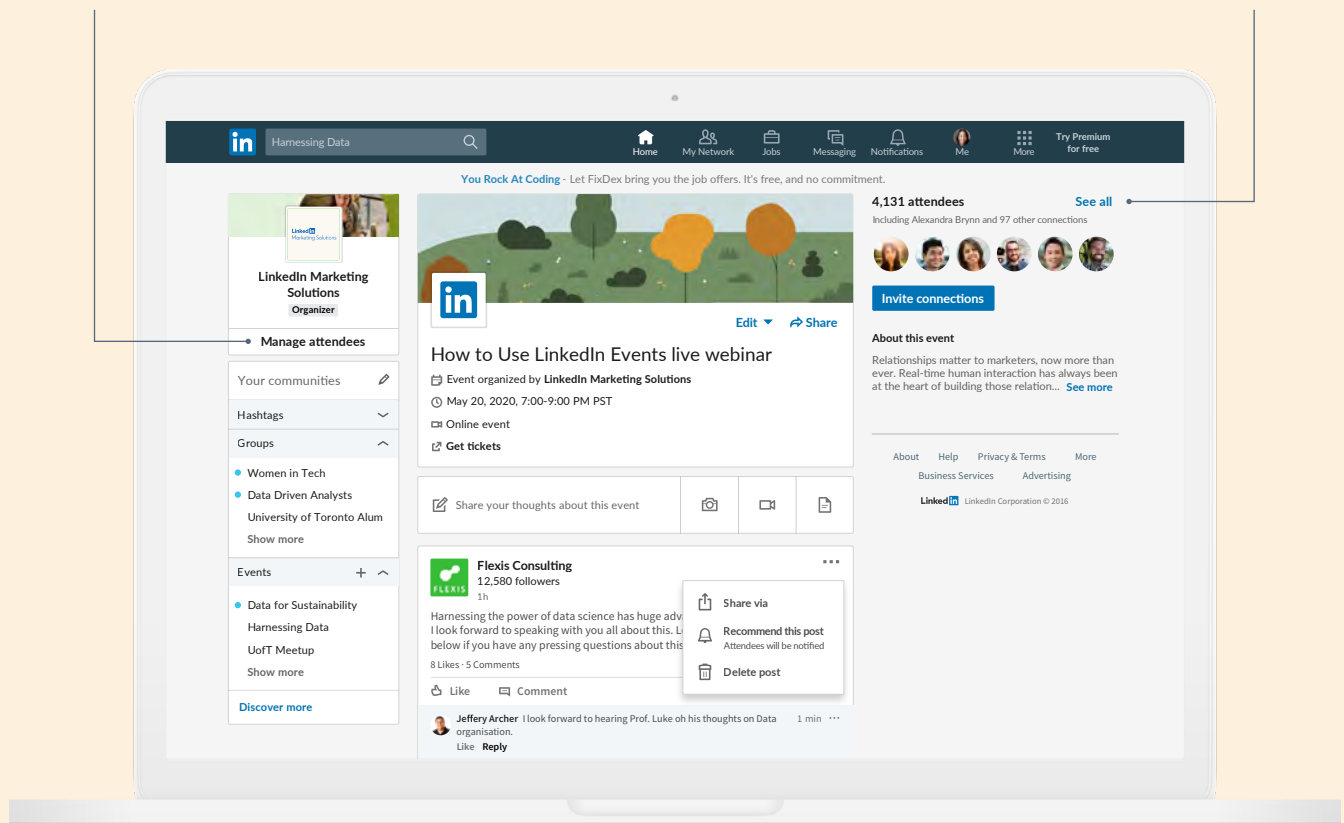 in
Harnessing Data
Home
My Network
Jobs
Messaging
Notifications
Me
More
Try Premium
for free
You Rock At Coding - Let FixDex bring you the job offers. It's free, and no commitment.
Linked in
Marketing Solutions
LinkedIn Marketing
Solutions
Organizer
Manage attendees
Your communities
Hashtags
Groups
Women in Tech
Data Driven Analysts
University of Toronto Alum
Show more
Events
Data for Sustainability
Harnessing Data
UofT Meetup
Show more
Discover more
in
Edit
Share
How to Use LinkedIn Events live webinar
Event organized by LinkedIn Marketing Solutions
May 20, 2020, 7:00-9:00 PM PST
Online event
Get tickets
Share your thoughts about this event
FLEXIS
Flexis Consulting
12,580 followers
1h
Harnessing the power of data science has huge adv
I look forward to speaking with you all about this. L
below if you have any pressing questions about this
8 Likes · 5 Comments
Like
Comment
Share via
Recommend this post
Attendees will be notified
Delete post
Jeffery Archer I look forward to hearing Prof. Luke oh his thoughts on Data
organisation.
1 min
Like Reply
4,131 attendees
See all
Including Alexandra Brynn and 97 other connections
Invite connections
About this event
Relationships matter to marketers, now more than
ever. Real-time human interaction has always been
at the heart of building those relation... See more
About Help Privacy & Terms More
Business Services Advertising
Linked in LinkedIn Corporation © 2016